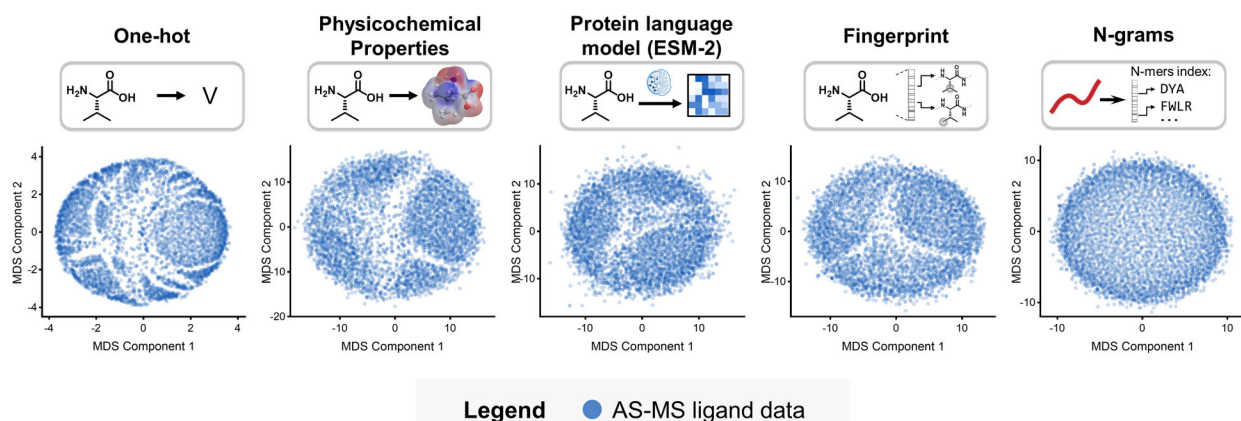 One-hot
H₂N
O
OH
V
4
2
0
-2
-4
MDS Component 2
-4
-2
0
2
4
MDS Component 1
Physicochemical
Properties
H₂N
O
OH
10
0
-10
-20
MDS Component 2
-10
0
10
MDS Component 1
Protein language
model (ESM-2)
H₂N
O
OH
10
0
-10
MDS Component 2
-10
0
10
MDS Component 1
Fingerprint
H₂N
O
OH
10
0
-10
MDS Component 2
-10
0
10
MDS Component 1
N-grams
N-mers index:
DYA
FWLR
...
10
0
-10
MDS Component 2
-10
0
10
MDS Component 1
Legend
AS-MS ligand data